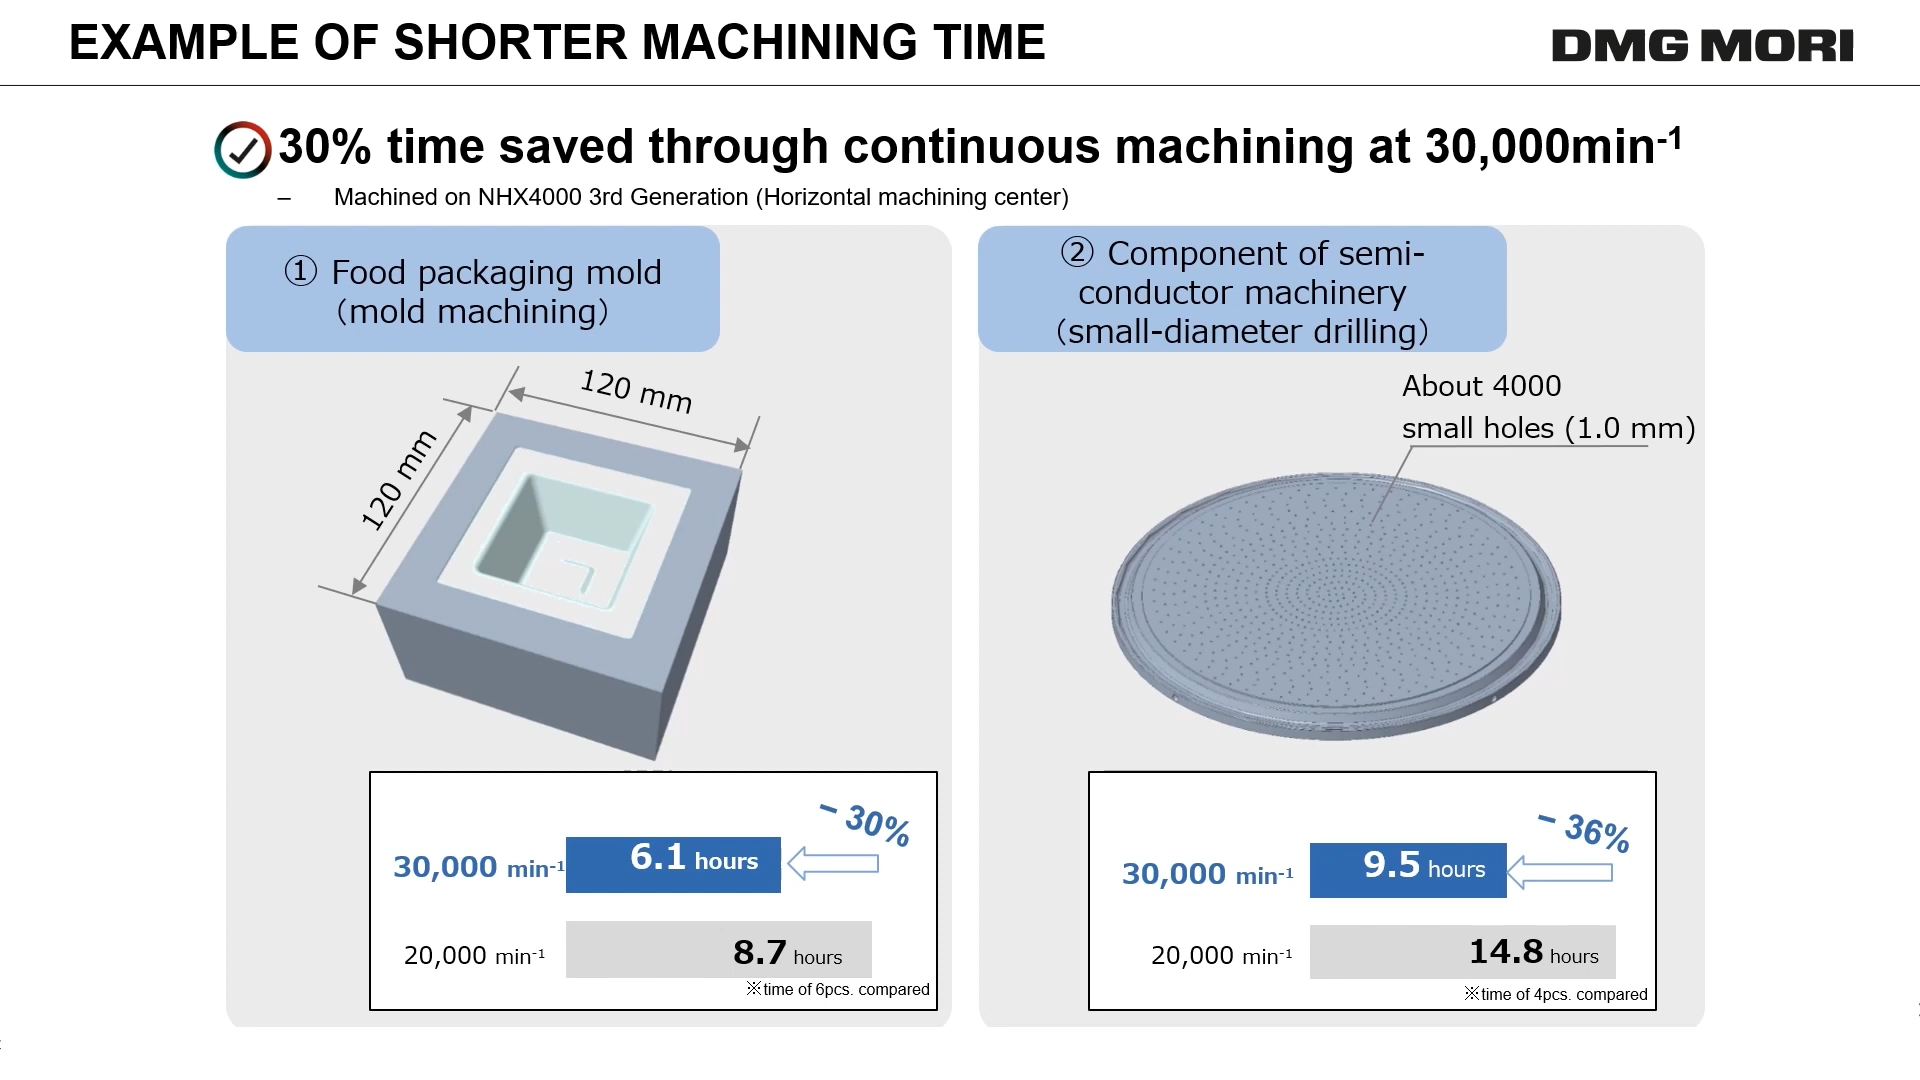 EXAMPLE OF SHORTER MACHINING TIME
DMG MORI
30% time saved through continuous machining at 30,000min⁻¹
– Machined on NHX4000 3rd Generation (Horizontal machining center)
① Food packaging mold
（mold machining）
120 mm
120 mm
− 30%
30,000 min⁻¹ 6.1 hours
20,000 min⁻¹ 8.7 hours
※time of 6pcs. compared
② Component of semi-
conductor machinery
（small-diameter drilling）
About 4000
small holes (1.0 mm)
− 36%
30,000 min⁻¹ 9.5 hours
20,000 min⁻¹ 14.8 hours
※time of 4pcs. compared